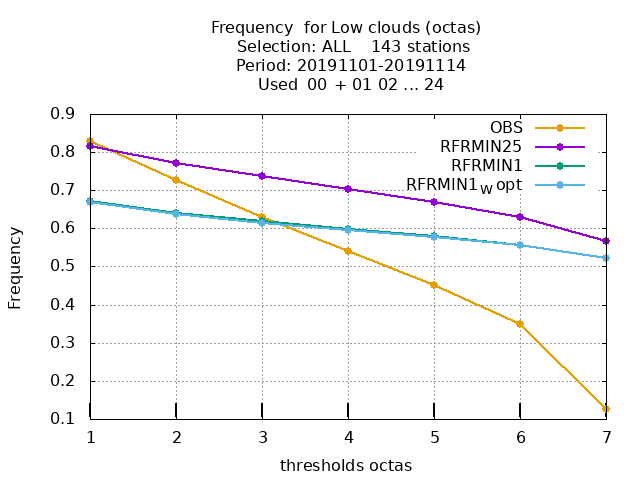 Frequency  for Low clouds (octas)
Selection: ALL    143 stations
Period: 20191101-20191114
Used  00  + 01 02 ... 24
OBS
RFRMIN25
RFRMIN1
RFRMIN1_W opt
0.9
0.8
0.7
0.6
0.5
0.4
0.3
0.2
0.1
Frequency
1 2 3 4 5 6 7
thresholds octas